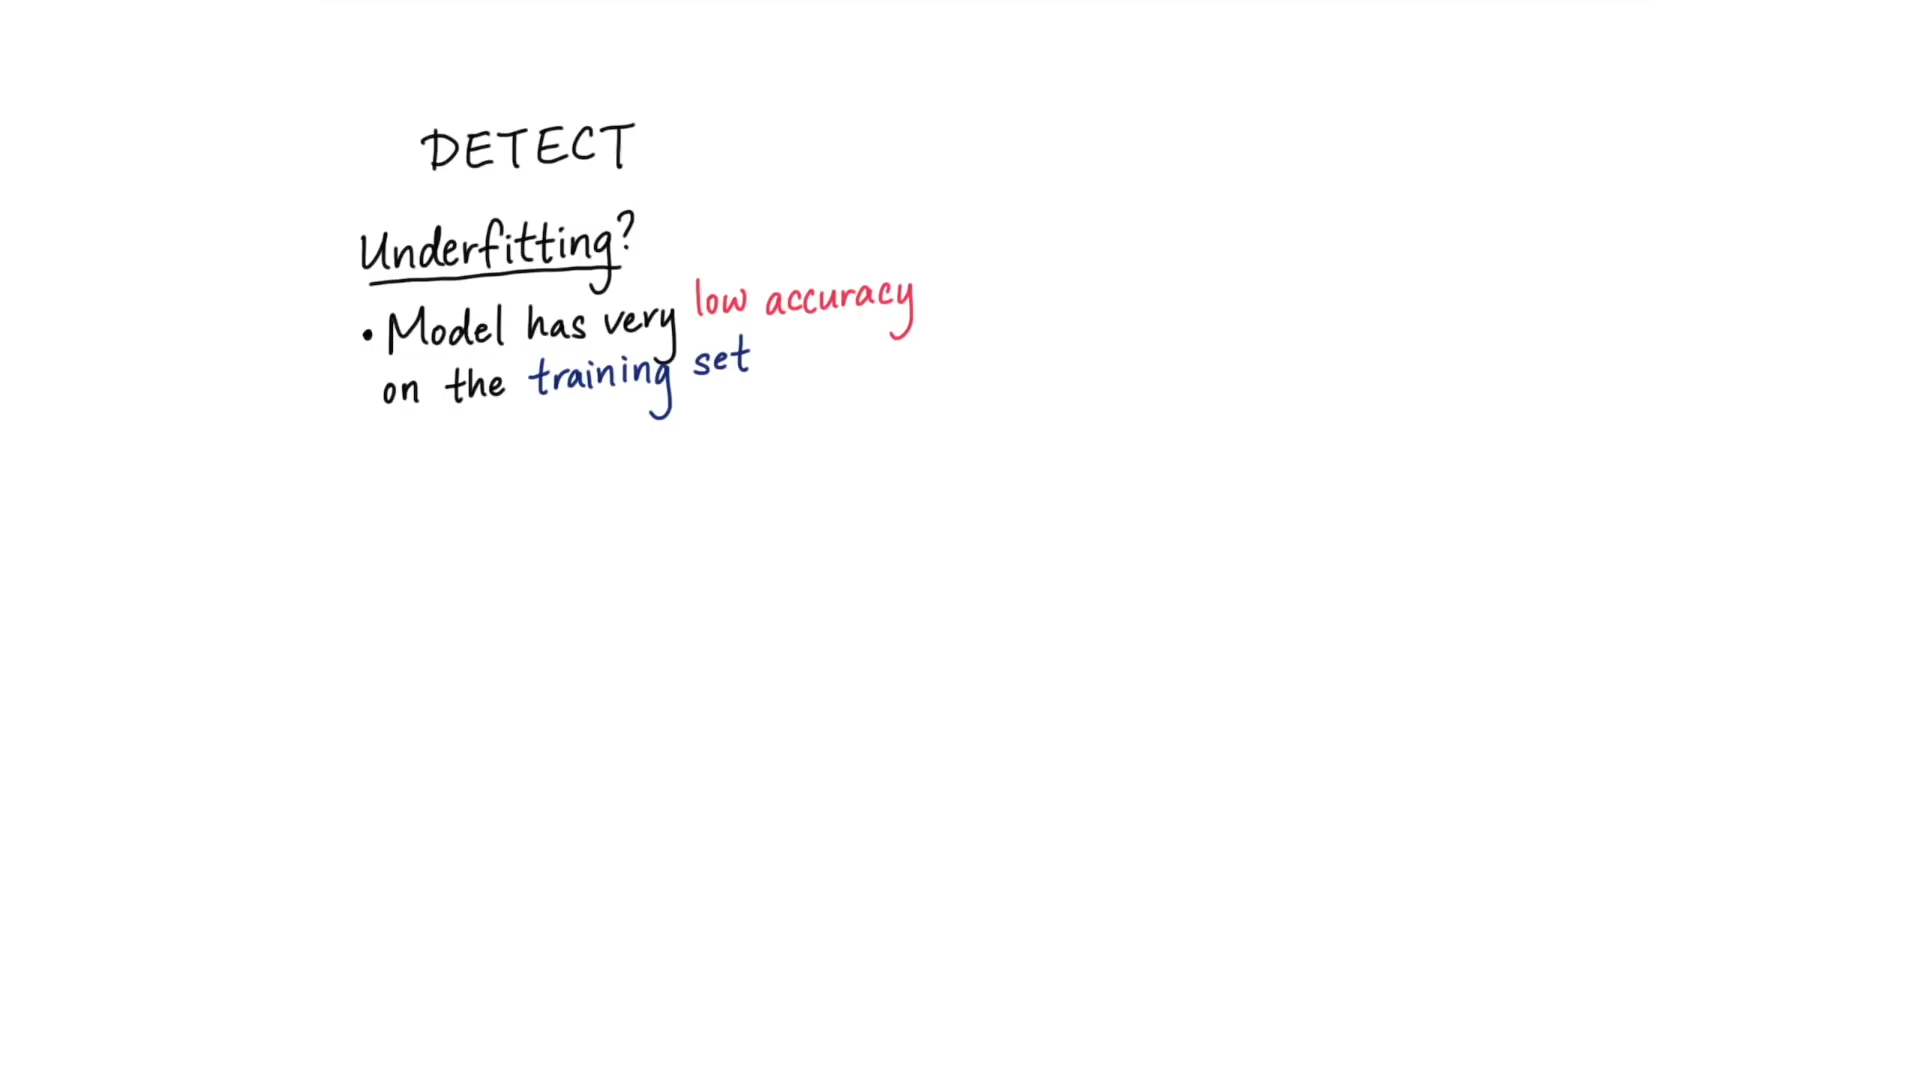 DETECT
Underfitting?
• Model has very low accuracy
on the training set